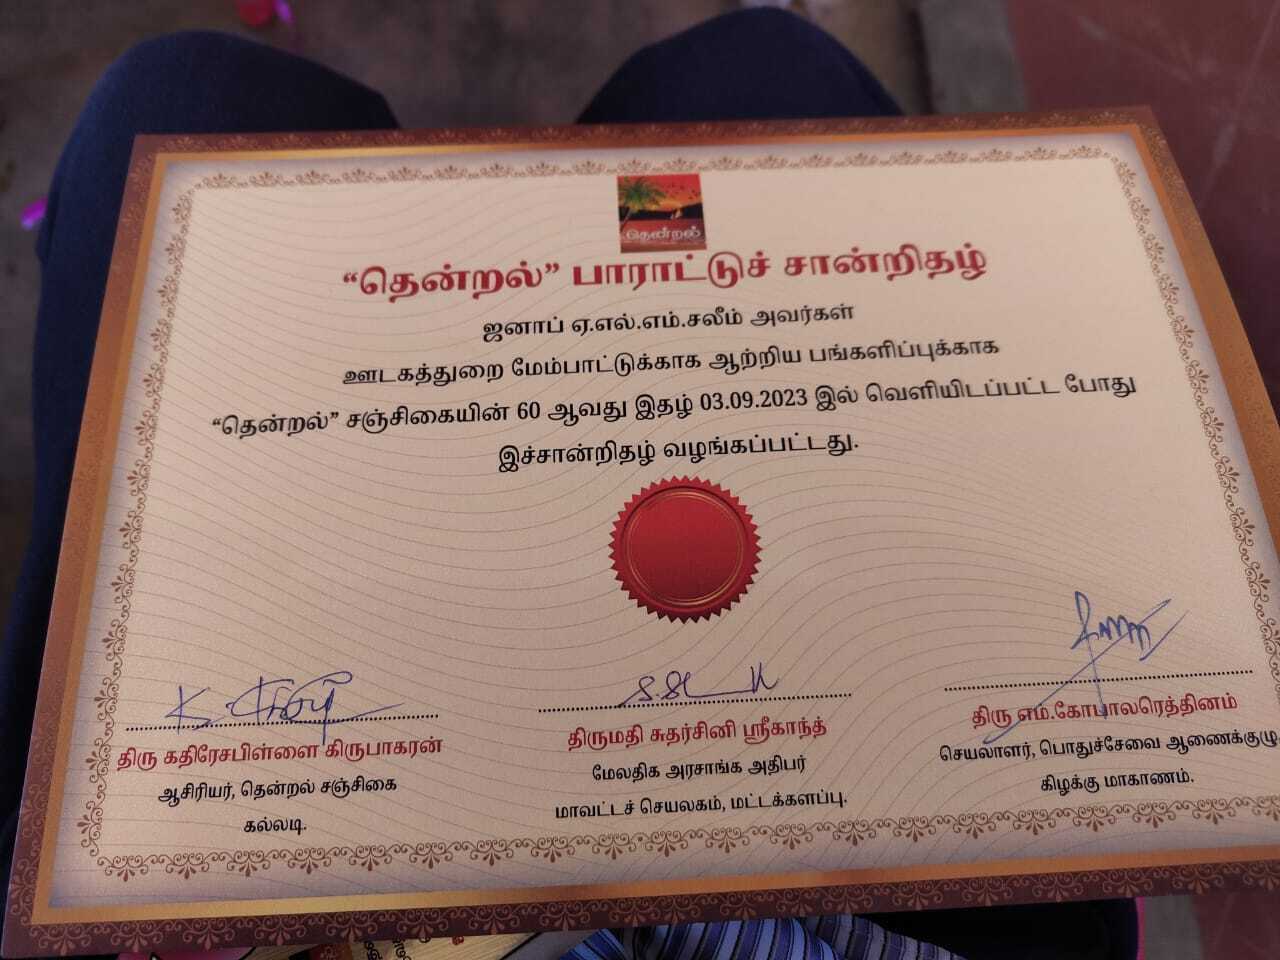 தென்றல்
“தென்றல்” பாராட்டுச் சான்றிதழ்
ஜனாப் ஏ.எல்.எம்.சலீம் அவர்கள்
ஊடகத்துறை மேம்பாட்டுக்காக ஆற்றிய பங்களிப்புக்காக
“தென்றல்” சஞ்சிகையின் 60 ஆவது இதழ் 03.09.2023 இல் வெளியிடப்பட்ட போது
இச்சான்றிதழ் வழங்கப்பட்டது.
திரு கதிரேசபிள்ளை கிருபாகரன்
ஆசிரியர், தென்றல் சஞ்சிகை
கல்லடி.
திருமதி சுதர்சினி ஸ்ரீகாந்த்
மேலதிக அரசாங்க அதிபர்
மாவட்டச் செயலகம், மட்டக்களப்பு.
திரு எம்.கோபாலரெத்தினம்
செயலாளர், பொதுச்சேவை ஆணைக்குழு,
கிழக்கு மாகாணம்.